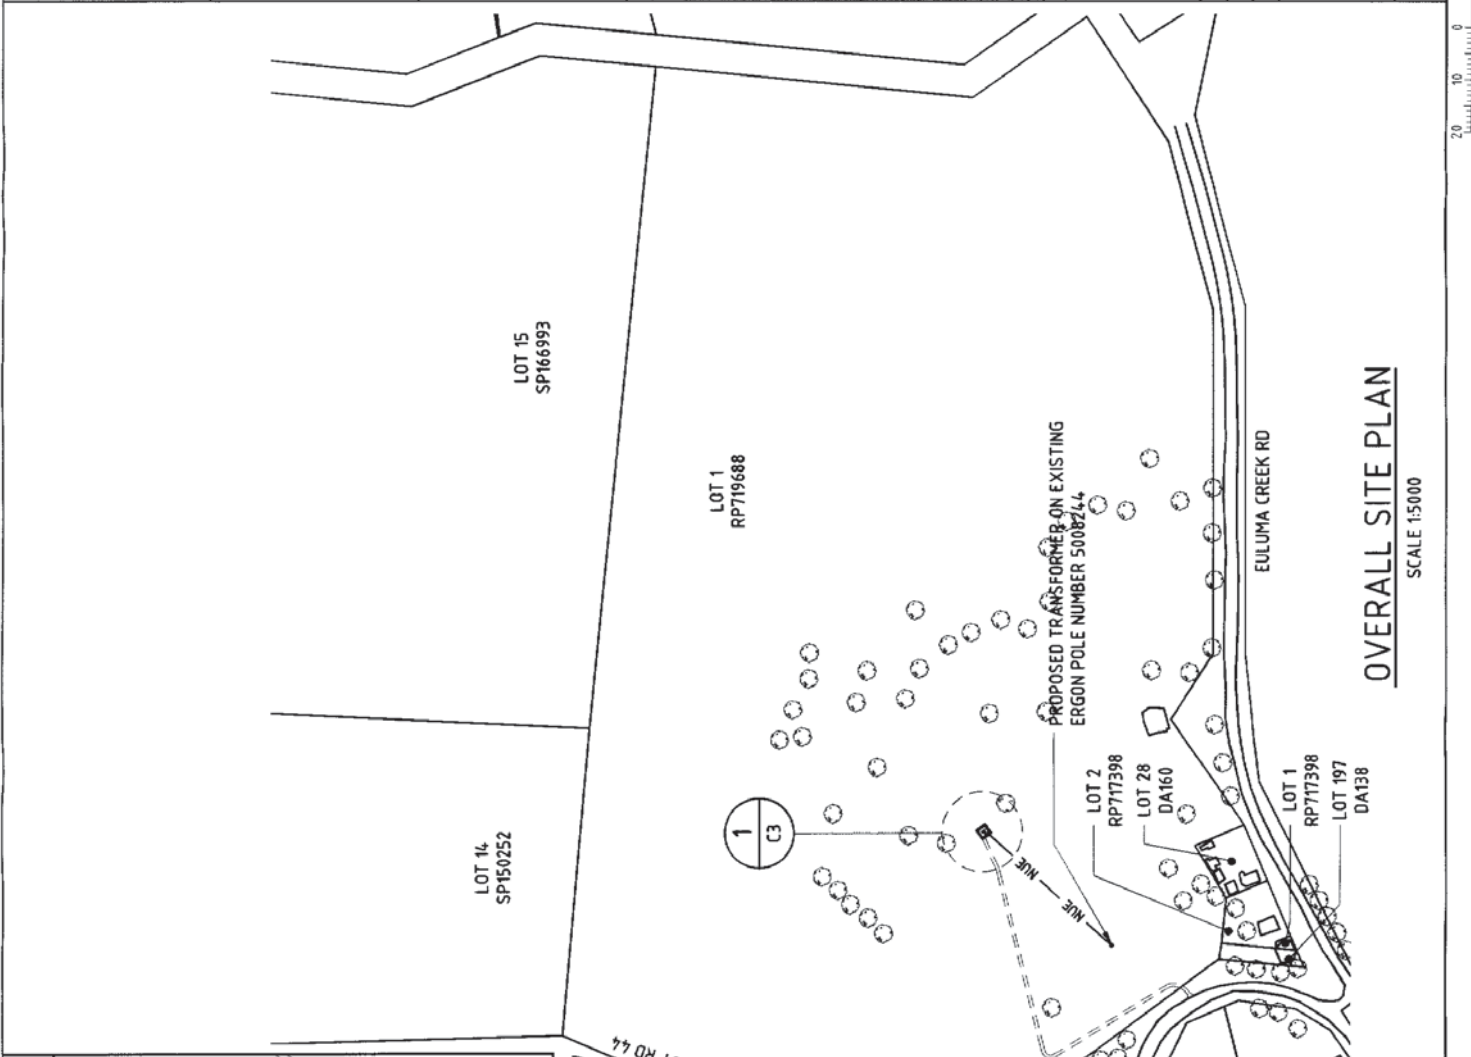 LOT 15
SP166993
LOT 1
RP719688
LOT 14
SP150252
1
C3
PROPOSED TRANSFORMER ON EXISTING
ERGON POLE NUMBER 5008244
NUE
NUE
LOT 2
RP717398
LOT 28
DA160
LOT 1
RP717398
LOT 197
DA138
EULUMA CREEK RD
OVERALL SITE PLAN
SCALE 1:5000
RD 44
20 10 0